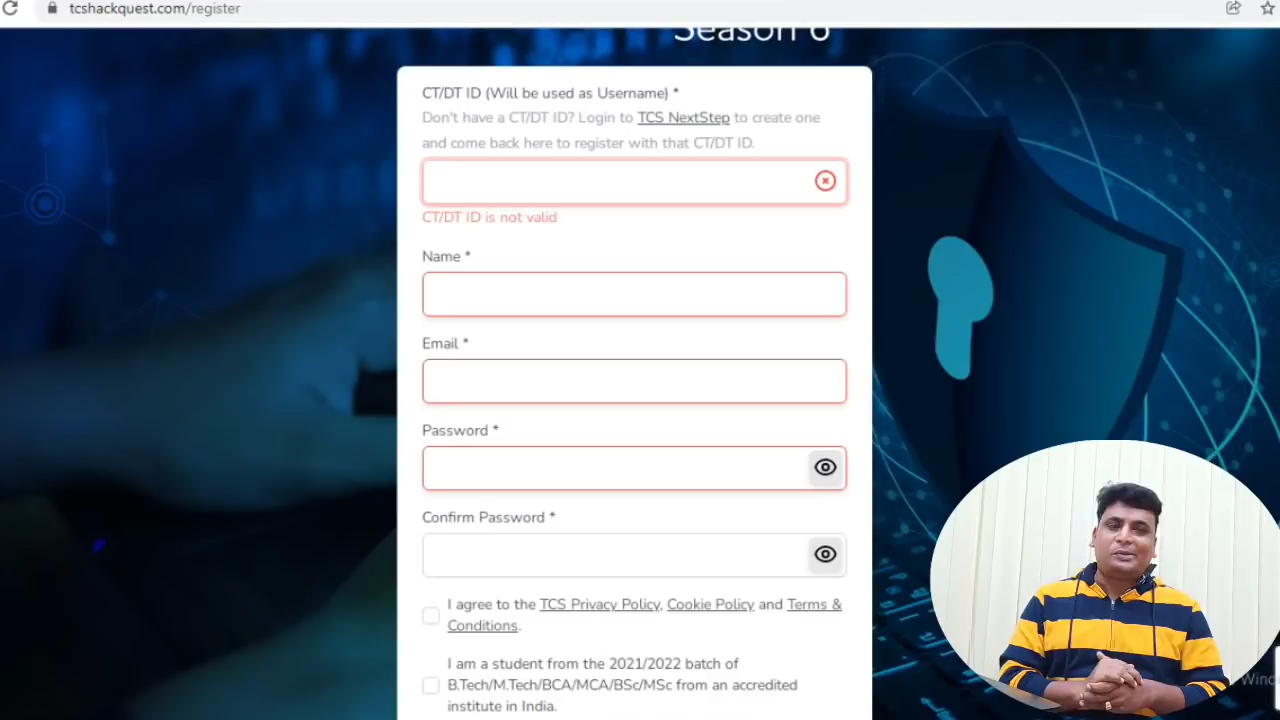 tcshackquest.com/register
Season 6
CT/DT ID (Will be used as Username) *
Don't have a CT/DT ID? Login to TCS NextStep to create one
and come back here to register with that CT/DT ID.
CT/DT ID is not valid
Name *
Email *
Password *
Confirm Password *
I agree to the TCS Privacy Policy, Cookie Policy and Terms &
Conditions.
I am a student from the 2021/2022 batch of
B.Tech/M.Tech/BCA/MCA/BSc/MSc from an accredited
institute in India.